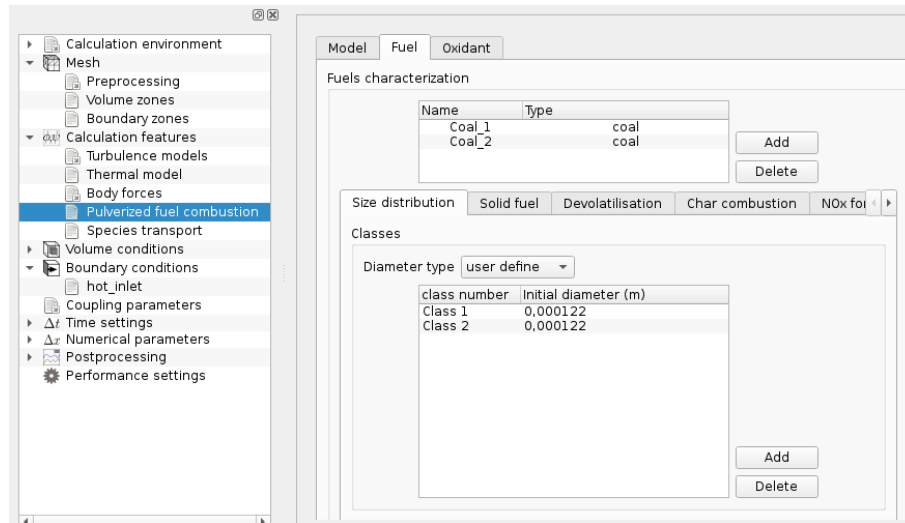 Calculation environment
Mesh
Preprocessing
Volume zones
Boundary zones
Calculation features
Turbulence models
Thermal model
Body forces
Pulverized fuel combustion
Species transport
Volume conditions
Boundary conditions
hot_inlet
Coupling parameters
Δt Time settings
Δx Numerical parameters
Postprocessing
Performance settings
Model Fuel Oxidant
Fuels characterization
Name Type
Coal_1 coal
Coal_2 coal
Add
Delete
Size distribution Solid fuel Devolatilisation Char combustion NOx for
Classes
Diameter type user define
class number Initial diameter (m)
Class 1 0,000122
Class 2 0,000122
Add
Delete